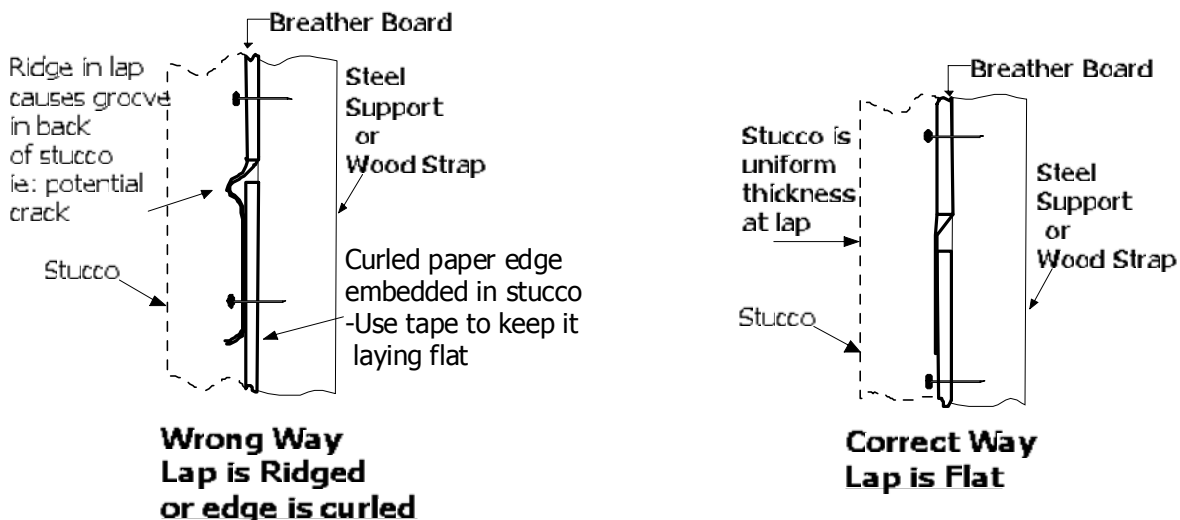 Breather Board
Ridge in lap
causes groove
in back
of stucco
ie: potential
crack
Steel
Support
or
Wood Strap
Stucco
Curled paper edge
embedded in stucco
-Use tape to keep it
laying flat
Wrong Way
Lap is Ridged
or edge is curled
Breather Board
Stucco is
uniform
thickness
at lap
Steel
Support
or
Wood Strap
Stucco
Correct Way
Lap is Flat